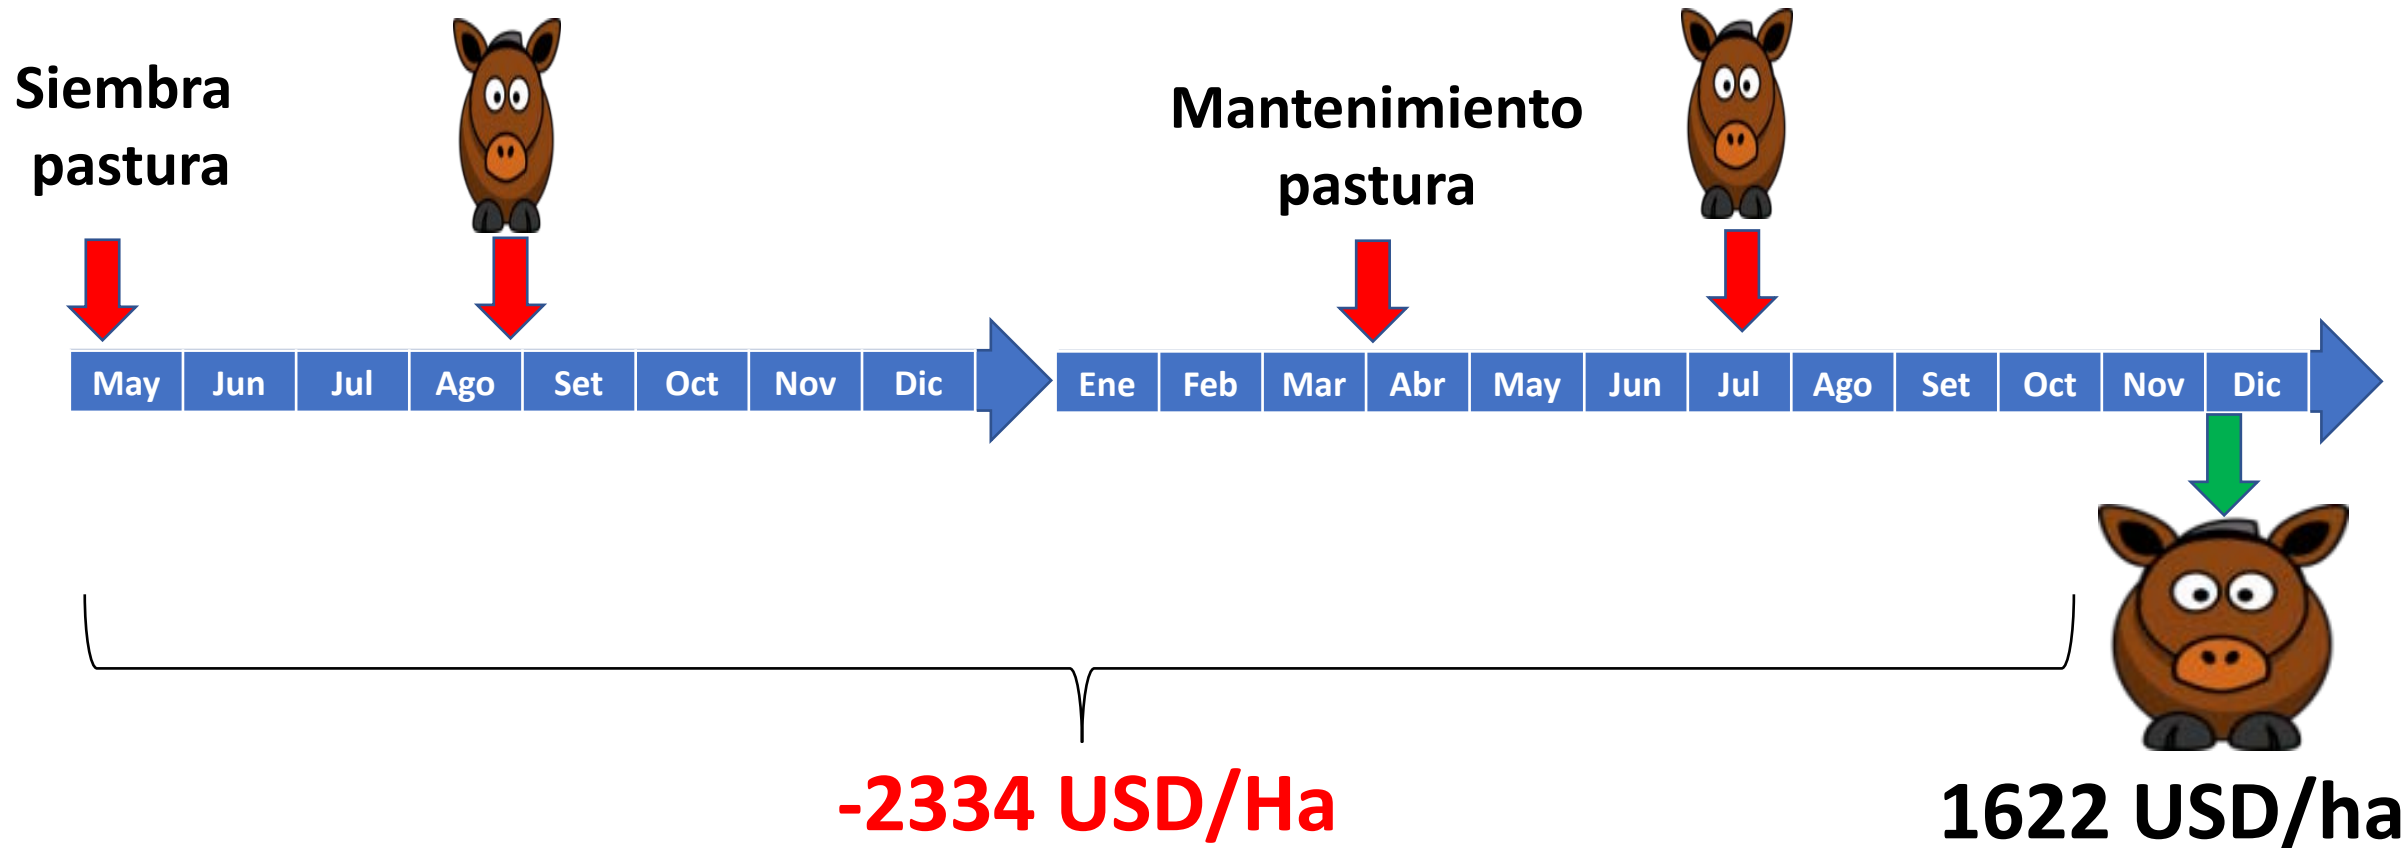 Siembra
pastura
Mantenimiento
pastura
May Jun Jul Ago Set Oct Nov Dic Ene Feb Mar Abr May Jun Jul Ago Set Oct Nov Dic
-2334 USD/Ha
1622 USD/ha